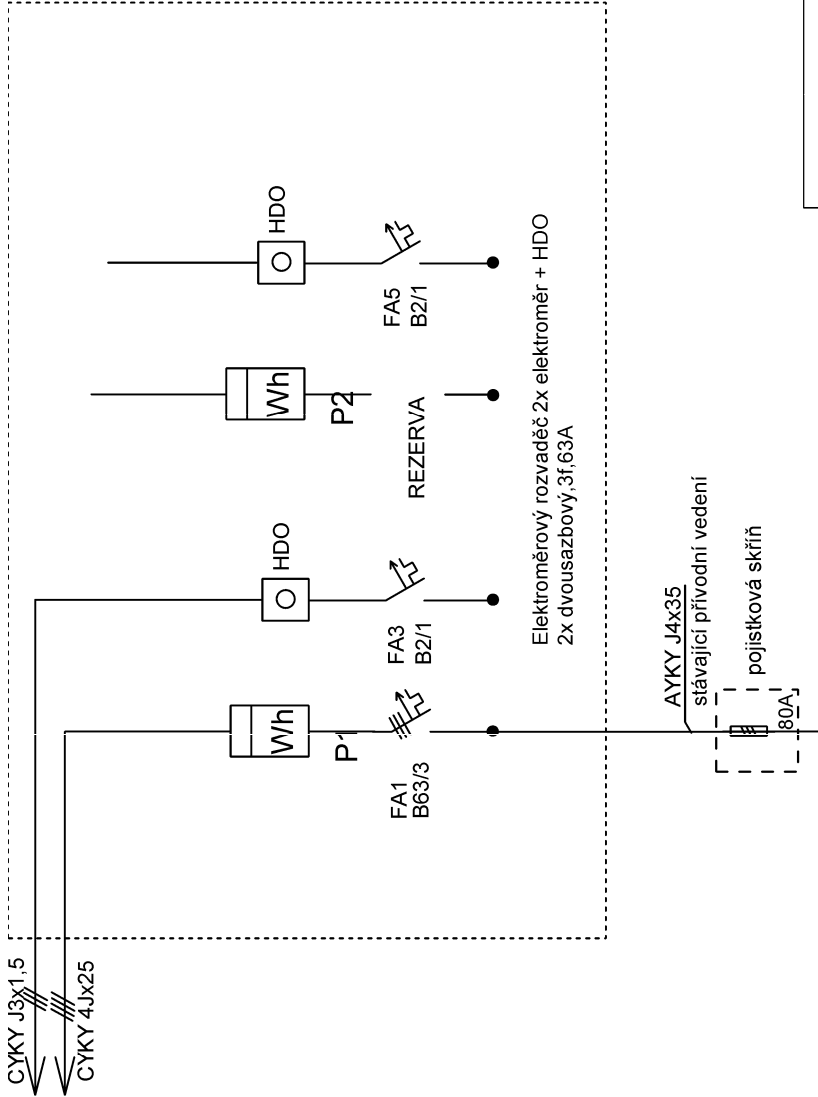 CYKY J3x1,5
CYKY 4Jx25
HDO
FA5
B2/1
Wh
P2
REZERVA
HDO
FA3
B2/1
Wh
P1
FA1
B63/3
Elektroměrový rozvaděč 2x elektroměr + HDO
2x dvousazbový,3f,63A
AYKY J4x35
stávající přívodní vedení
pojistková skříň
80A